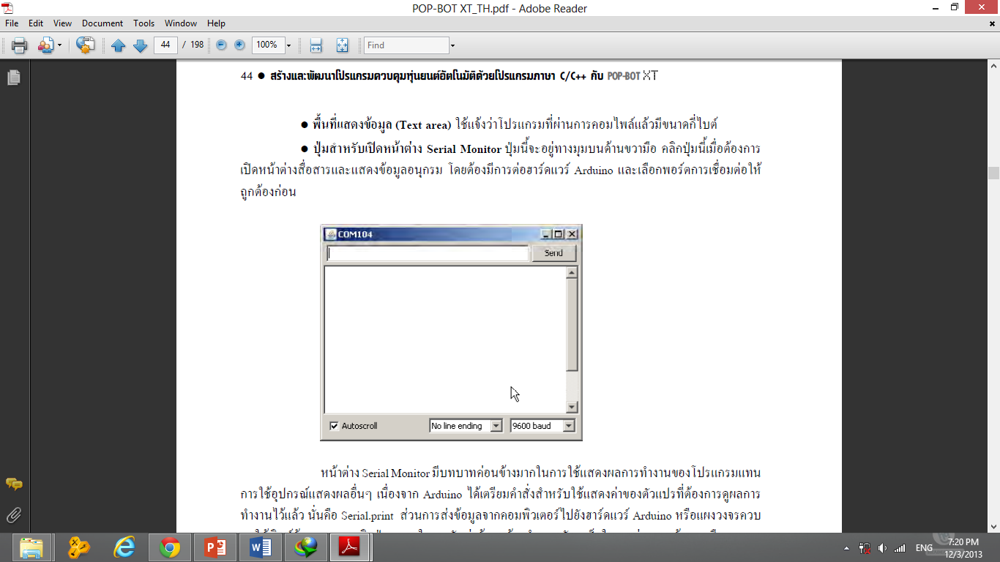 POP-BOT XT_TH.pdf - Adobe Reader
File Edit View Document Tools Window Help
44 / 198 100% Find
44 ● สร้างและพัฒนาโปรแกรมควบคุมหุ่นยนต์อัตโนมัติด้วยโปรแกรมภาษา C/C++ กับ POP-BOT XT
● พื้นที่แสดงข้อมูล (Text area) ใช้แจ้งว่าโปรแกรมที่ผ่านการคอมไพล์แล้วมีขนาดกี่ไบต์
● ปุ่มสำหรับเปิดหน้าต่าง Serial Monitor ปุ่มนี้จะอยู่ทางมุมบนด้านขวามือ คลิกปุ่มนี้เมื่อต้องการ
เปิดหน้าต่างสื่อสารและแสดงข้อมูลอนุกรม โดยต้องมีการต่อฮาร์ดแวร์ Arduino และเลือกพอร์ตการเชื่อมต่อให้
ถูกต้องก่อน
COM104
Send
Autoscroll No line ending 9600 baud
หน้าต่าง Serial Monitor มีบทบาทค่อนข้างมากในการใช้แสดงผลการทำงานของโปรแกรมแทน
การใช้อุปกรณ์แสดงผลอื่นๆ เนื่องจาก Arduino ได้เตรียมคำสั่งสำหรับใช้แสดงค่าของตัวแปรที่ต้องการดูผลการ
ทำงานไว้แล้ว นั่นคือ Serial.print ส่วนการส่งข้อมูลจากคอมพิวเตอร์ไปยังฮาร์ดแวร์ Arduino หรือแผงวงจรควบ
ENG 7:20 PM
12/3/2013